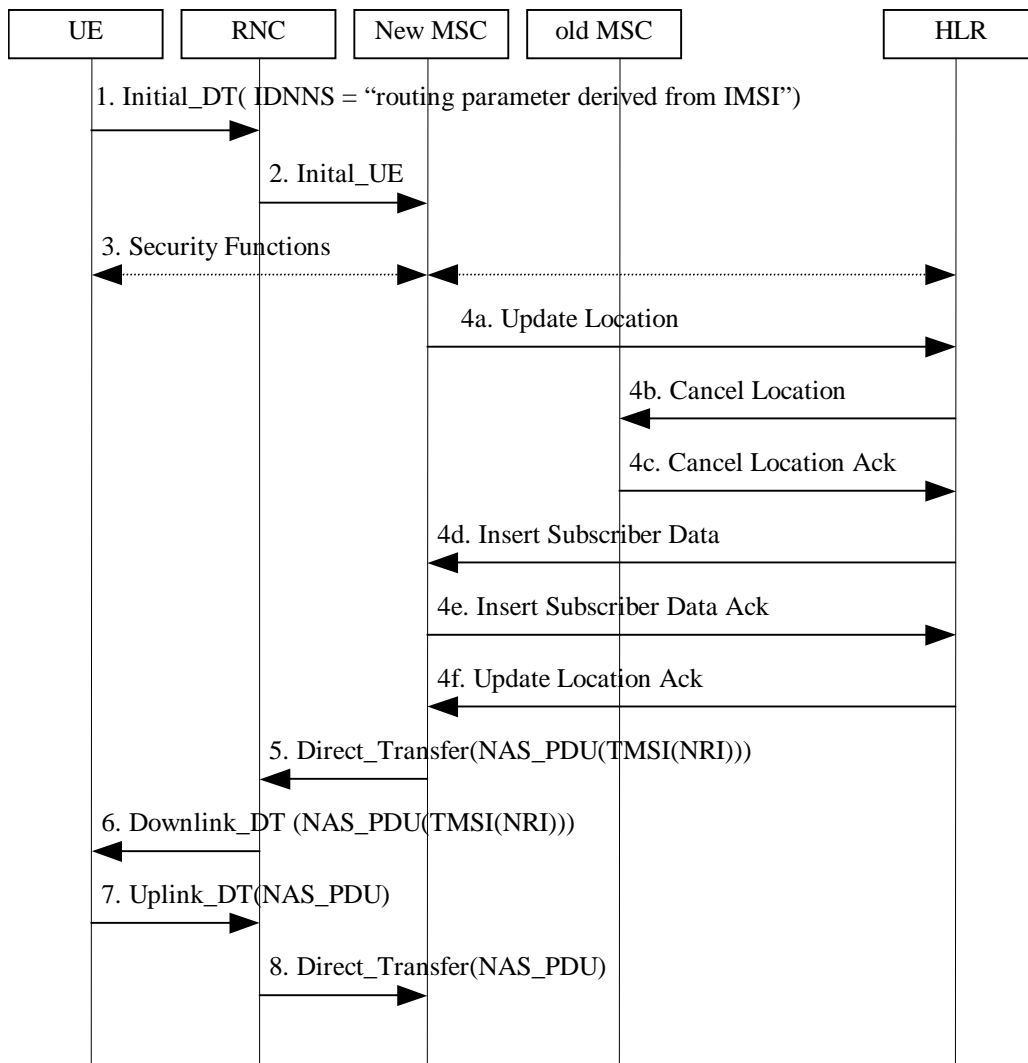 UE
RNC
New MSC
old MSC
HLR
1. Initial_DT( IDNNS = “routing parameter derived from IMSI”)
2. Inital_UE
3. Security Functions
4a. Update Location
4b. Cancel Location
4c. Cancel Location Ack
4d. Insert Subscriber Data
4e. Insert Subscriber Data Ack
4f. Update Location Ack
5. Direct_Transfer(NAS_PDU(TMSI(NRI)))
6. Downlink_DT (NAS_PDU(TMSI(NRI)))
7. Uplink_DT(NAS_PDU)
8. Direct_Transfer(NAS_PDU)